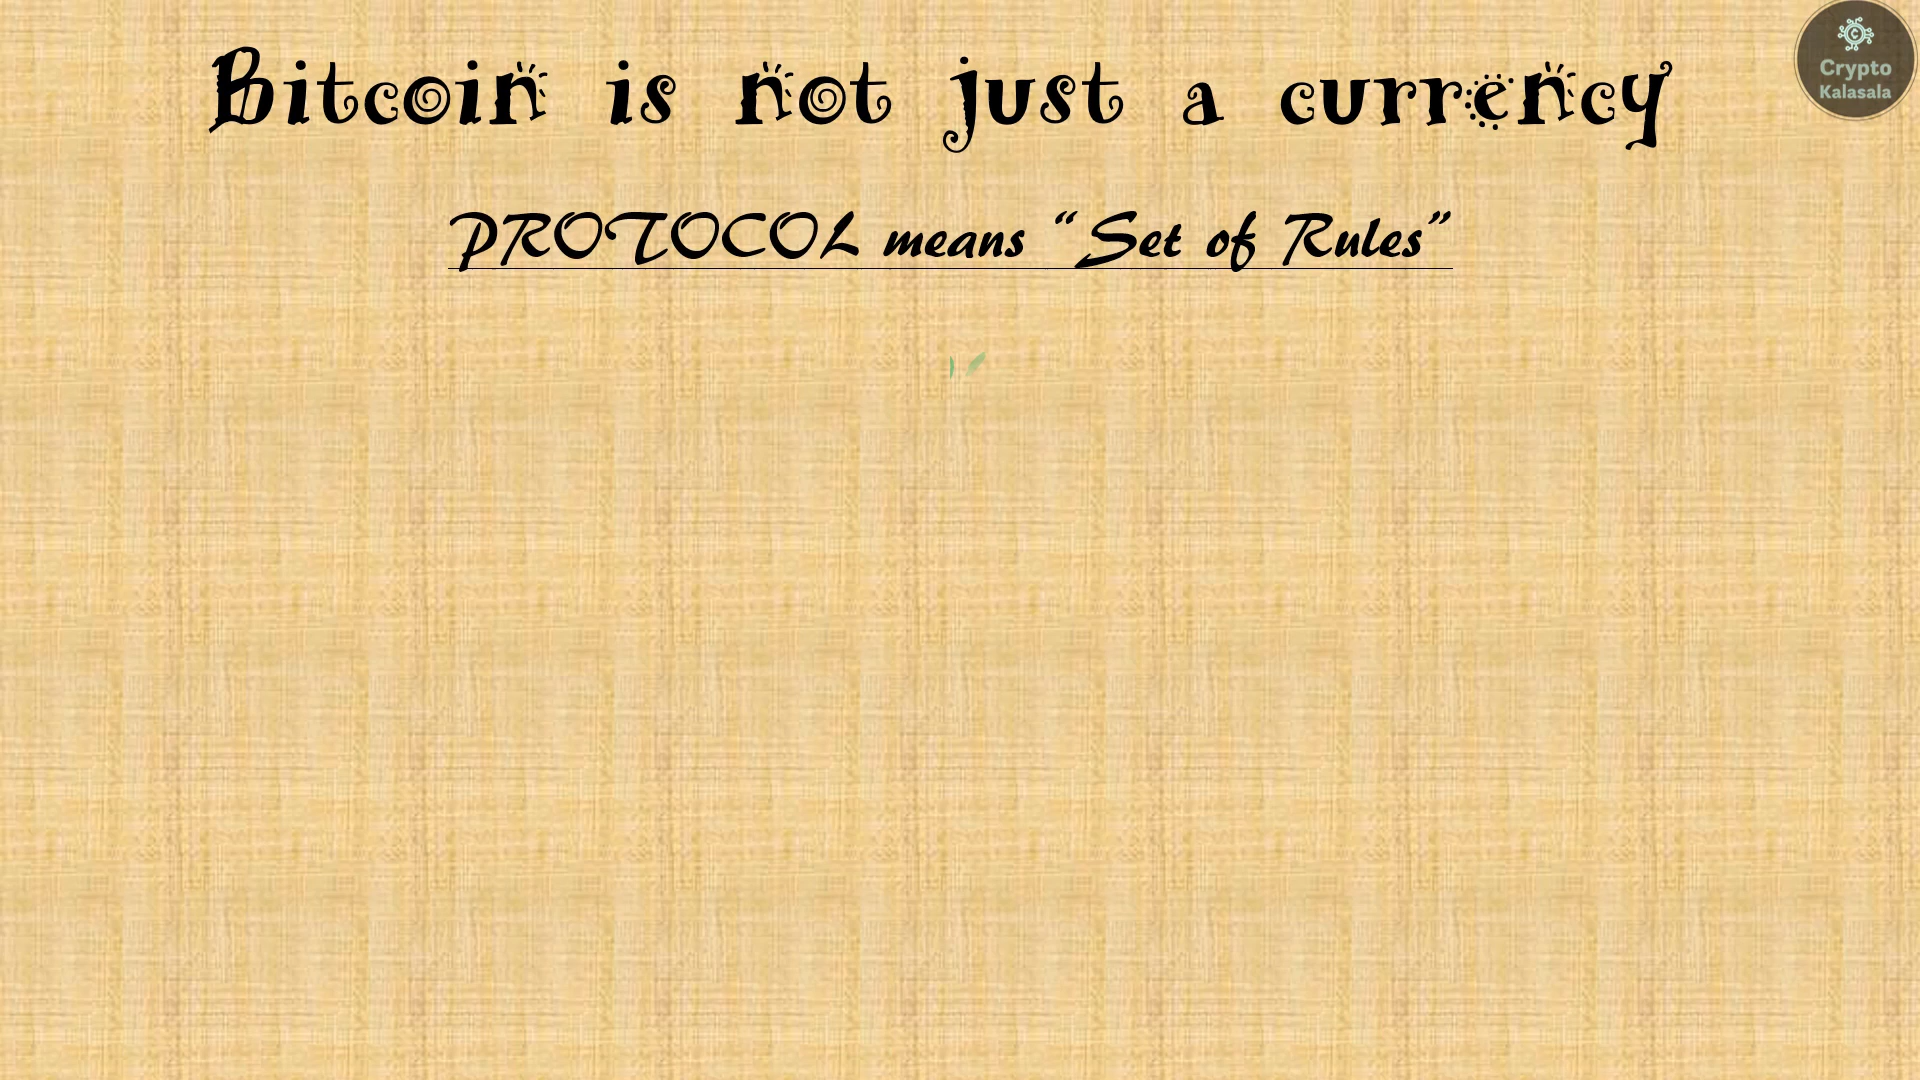 Bitcoin is not just a currency
Crypto
Kalasala
PROTOCOL means “Set of Rules”